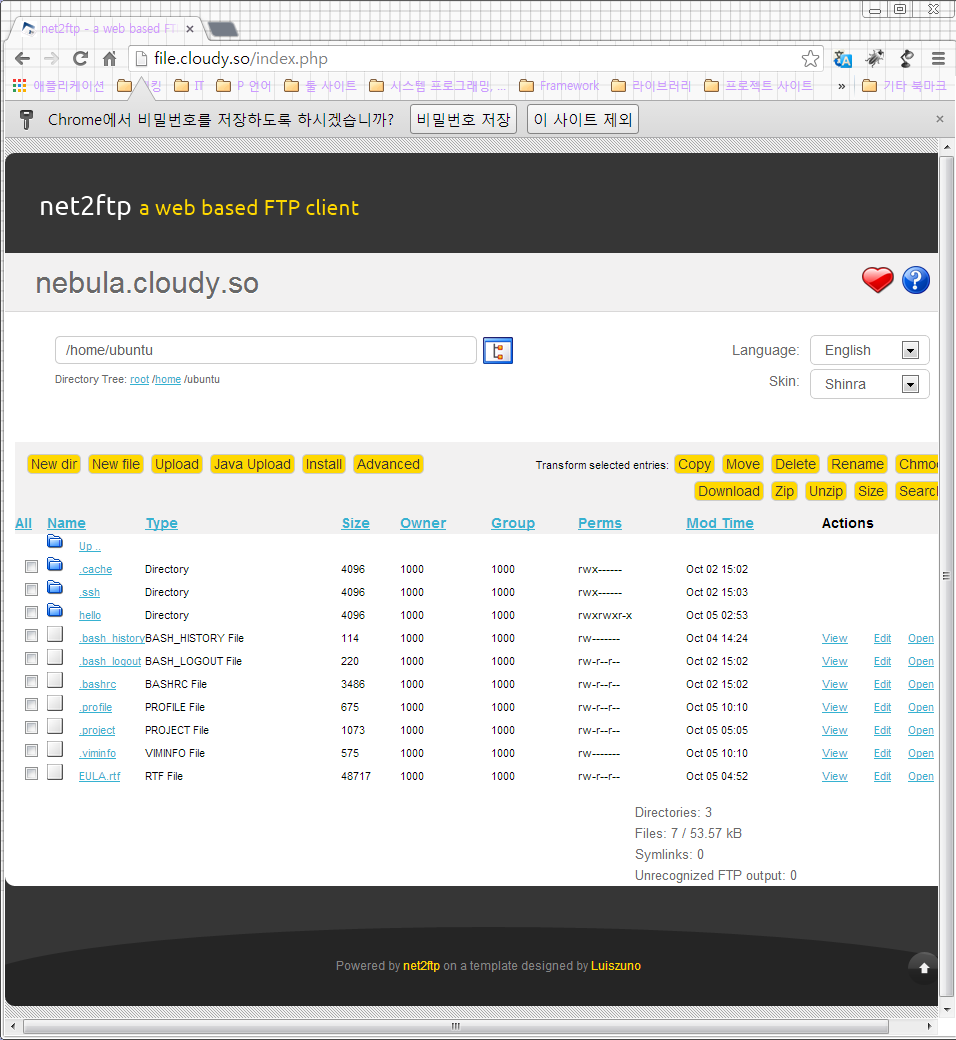 net2ftp - a web based FT
file.cloudy.so/index.php
애플리케이션 킹 IT P 언어 툴 사이트 시스템 프로그래밍, ... Framework 라이브러리 프로젝트 사이트 » 기타 북마크
Chrome에서 비밀번호를 저장하도록 하시겠습니까? 비밀번호 저장 이 사이트 제외
net2ftp a web based FTP client
nebula.cloudy.so
/home/ubuntu Language: English
Directory Tree: root /home /ubuntu Skin: Shinra
New dir New file Upload Java Upload Install Advanced Transform selected entries: Copy Move Delete Rename Chmo
Download Zip Unzip Size Search
All Name Type Size Owner Group Perms Mod Time Actions
Up ..
.cache Directory 4096 1000 1000 rwx------ Oct 02 15:02
.ssh Directory 4096 1000 1000 rwx------ Oct 02 15:03
hello Directory 4096 1000 1000 rwxrwxr-x Oct 05 02:53
.bash_history BASH_HISTORY File 114 1000 1000 rw------- Oct 04 14:24 View Edit Open
.bash_logout BASH_LOGOUT File 220 1000 1000 rw-r--r-- Oct 02 15:02 View Edit Open
.bashrc BASHRC File 3486 1000 1000 rw-r--r-- Oct 02 15:02 View Edit Open
.profile PROFILE File 675 1000 1000 rw-r--r-- Oct 05 10:10 View Edit Open
.project PROJECT File 1073 1000 1000 rw-r--r-- Oct 05 05:05 View Edit Open
.viminfo VIMINFO File 575 1000 1000 rw------- Oct 05 10:10 View Edit Open
EULA.rtf RTF File 48717 1000 1000 rw-r--r-- Oct 05 04:52 View Edit Open
Directories: 3
Files: 7 / 53.57 kB
Symlinks: 0
Unrecognized FTP output: 0
Powered by net2ftp on a template designed by Luiszuno